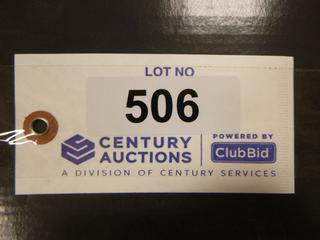 LOT NO
506
CENTURY AUCTIONS
POWERED BY
ClubBid
A DIVISION OF CENTURY SERVICES